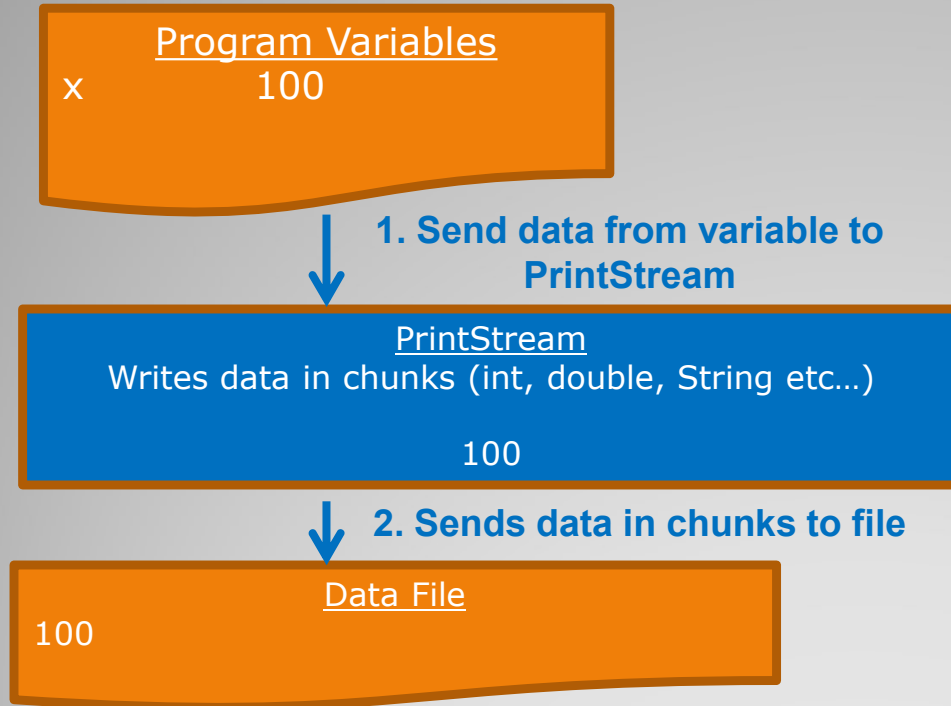 Program Variables
x 100
1. Send data from variable to
PrintStream
PrintStream
Writes data in chunks (int, double, String etc…)
100
2. Sends data in chunks to file
Data File
100